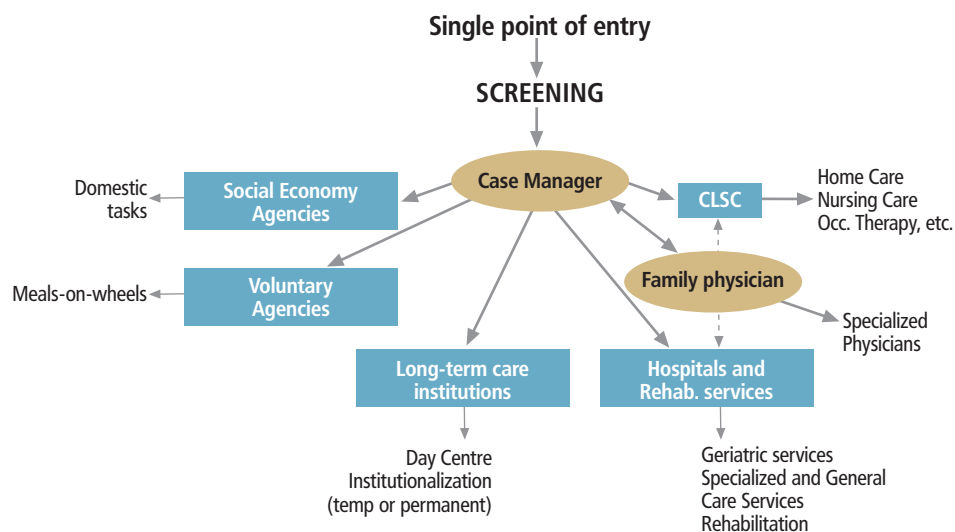 Single point of entry
SCREENING
Case Manager
Social Economy
Agencies
Domestic
tasks
CLSC
Home Care
Nursing Care
Occ. Therapy, etc.
Voluntary
Agencies
Meals-on-wheels
Family physician
Specialized
Physicians
Long-term care
institutions
Hospitals and
Rehab. services
Day Centre
Institutionalization
(temp or permanent)
Geriatric services
Specialized and General
Care Services
Rehabilitation